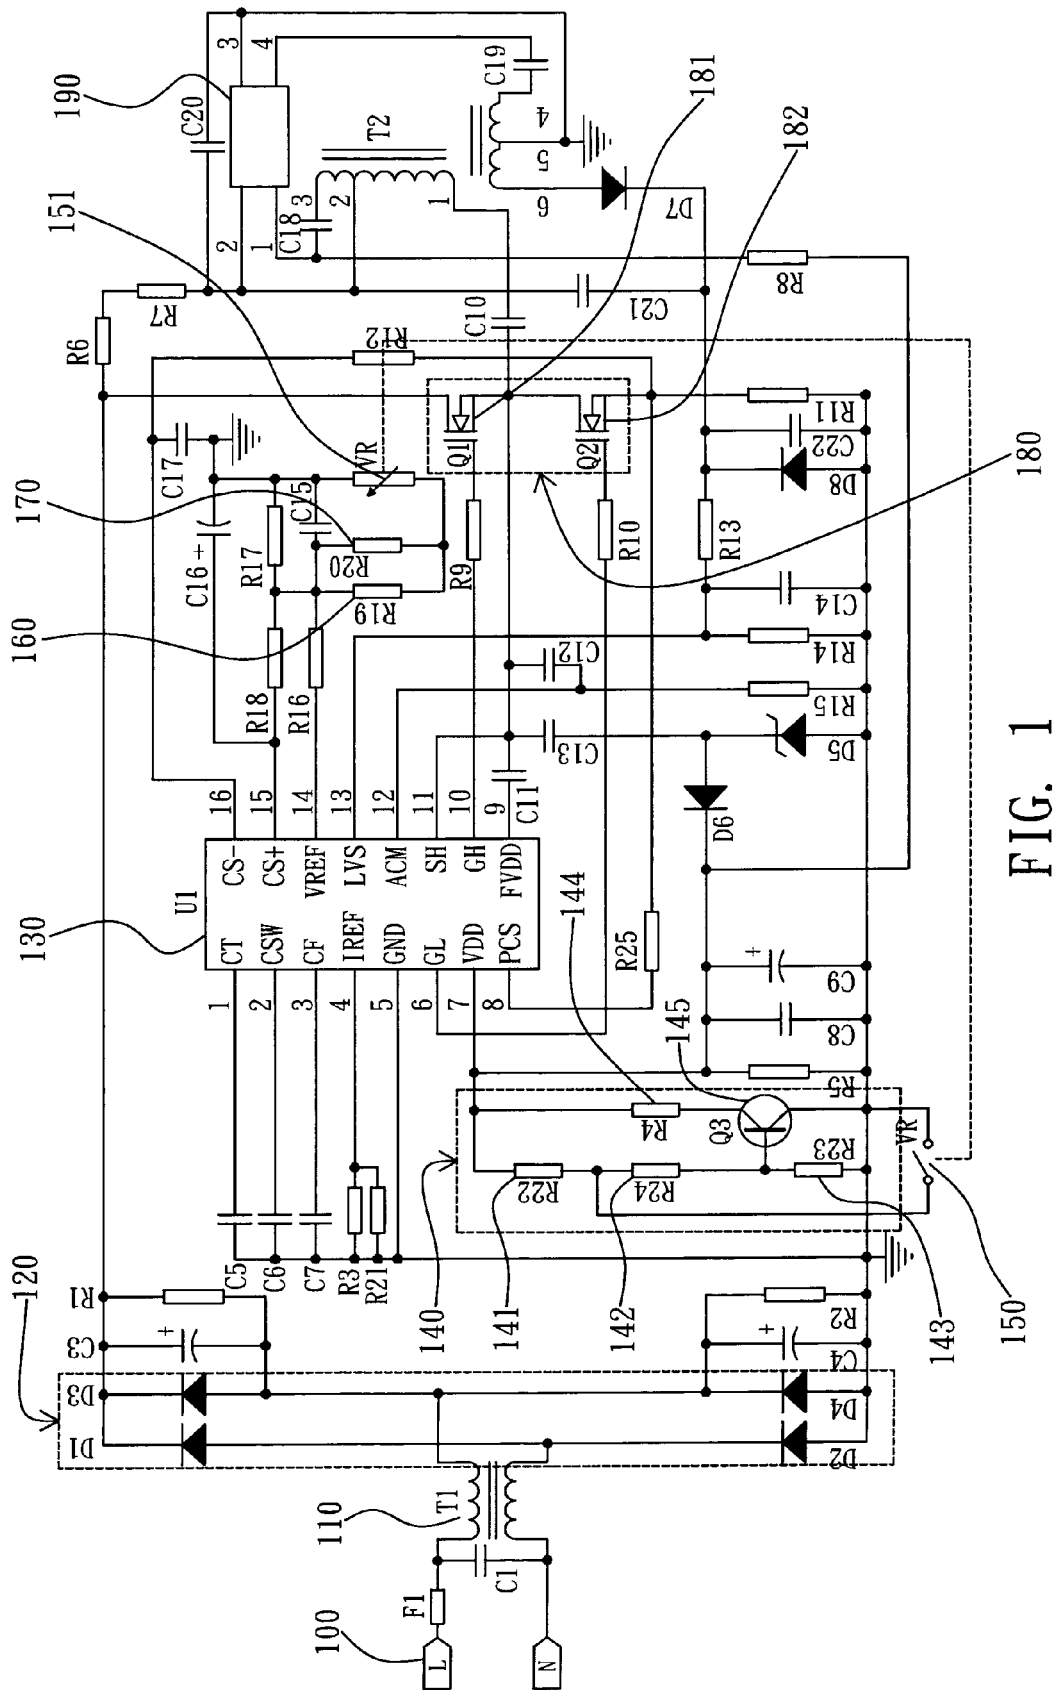 190
C20
3
4
151
2
1
C18
3
2
1
T2
C19
4
5
6
181
182
R6
R7
C10
C21
D7
R8
R12
170
C17
C16 +
R17
C15
VR
R20
R19
160
R18
R16
R9
Q1
Q2
R10
180
R11
C22
D8
R13
C14
R14
C12
R15
C13
D5
D6
C11
130
U1
16
15
14
13
12
11
10
9
CS-
CS+
VREF
LVS
ACM
SH
GH
FVDD
CT
CSW
CF
IREF
GND
GL
VDD
PCS
1
2
3
4
5
6
7
8
R25
144
145
+
C9
C8
R5
R4
Q3
VR
R22
R24
R23
140
141
142
143
150
C5
C6
C7
R3
R21
120
R1
C3
+
D3
D1
R2
+
C4
D4
D2
110
T1
C1
F1
100
L
N
FIG. 1